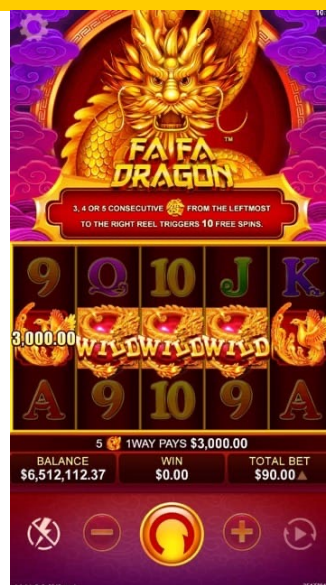 10
FA FA
DRAGON™
3, 4 OR 5 CONSECUTIVE FROM THE LEFTMOST
TO THE RIGHT REEL TRIGGERS 10 FREE SPINS.
9 Q 10 J K
3,000.00 WILD WILD WILD
A 9 10 9 A
5 1WAY PAYS $3,000.00
BALANCE WIN TOTAL BET
$6,512,112.37 $0.00 $90.00